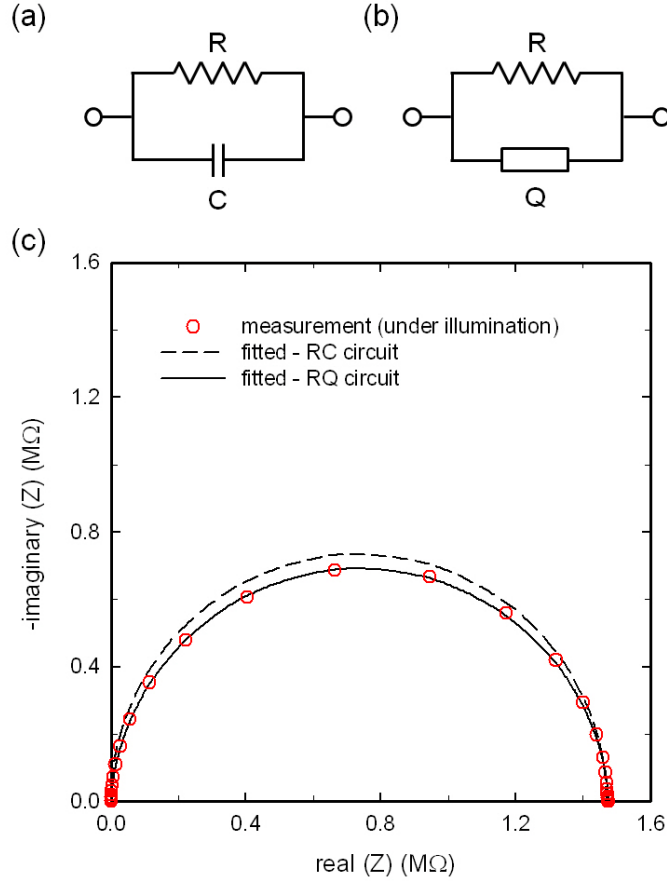 (a)
(b)
R
R
C
Q
(c)
1.6
1.2
0.8
0.4
0.0
-imaginary (Z) (MΩ)
measurement (under illumination)
fitted - RC circuit
fitted - RQ circuit
0.0 0.4 0.8 1.2 1.6
real (Z) (MΩ)